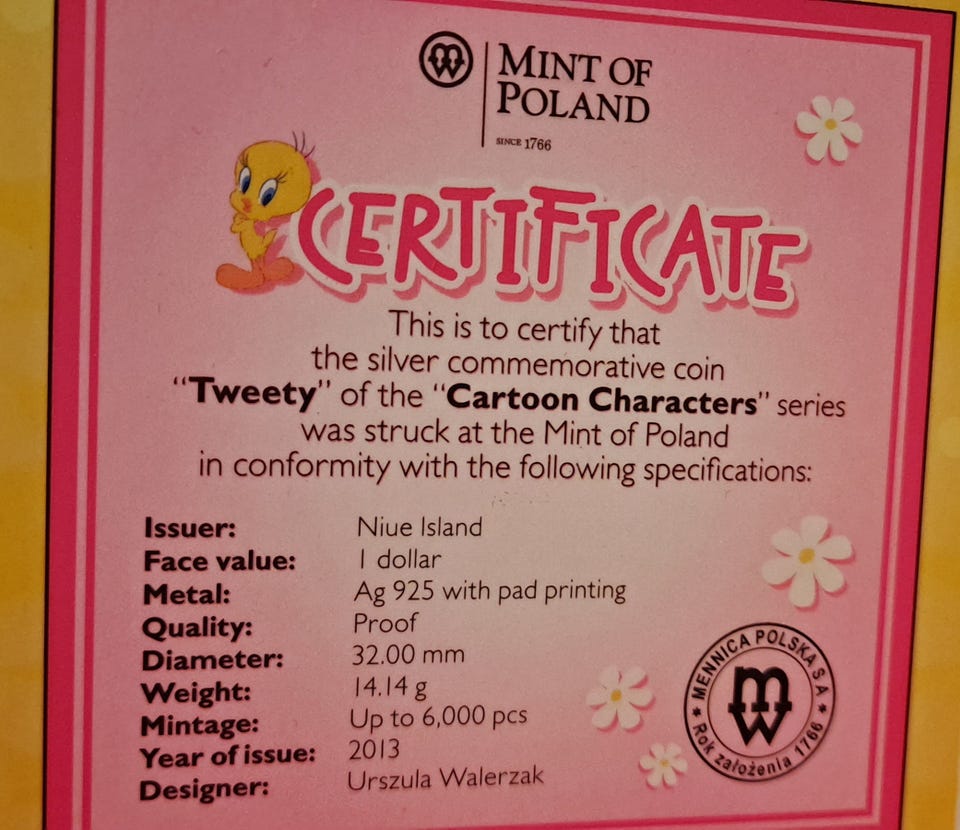 MINT OF
POLAND
SINCE 1766
CERTIFICATE
This is to certify that
the silver commemorative coin
“Tweety” of the “Cartoon Characters” series
was struck at the Mint of Poland
in conformity with the following specifications:
Issuer: Niue Island
Face value: 1 dollar
Metal: Ag 925 with pad printing
Quality: Proof
Diameter: 32.00 mm
Weight: 14.14 g
Mintage: Up to 6,000 pcs
Year of issue: 2013
Designer: Urszula Walerzak
MENNICA POLSKA S A
* Rok założenia 1766 *